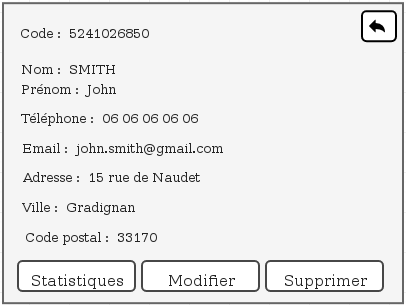 Code : 5241026850
Nom : SMITH
Prénom : John
Téléphone : 06 06 06 06 06
Email : john.smith@gmail.com
Adresse : 15 rue de Naudet
Ville : Gradignan
Code postal : 33170
Statistiques Modifier Supprimer